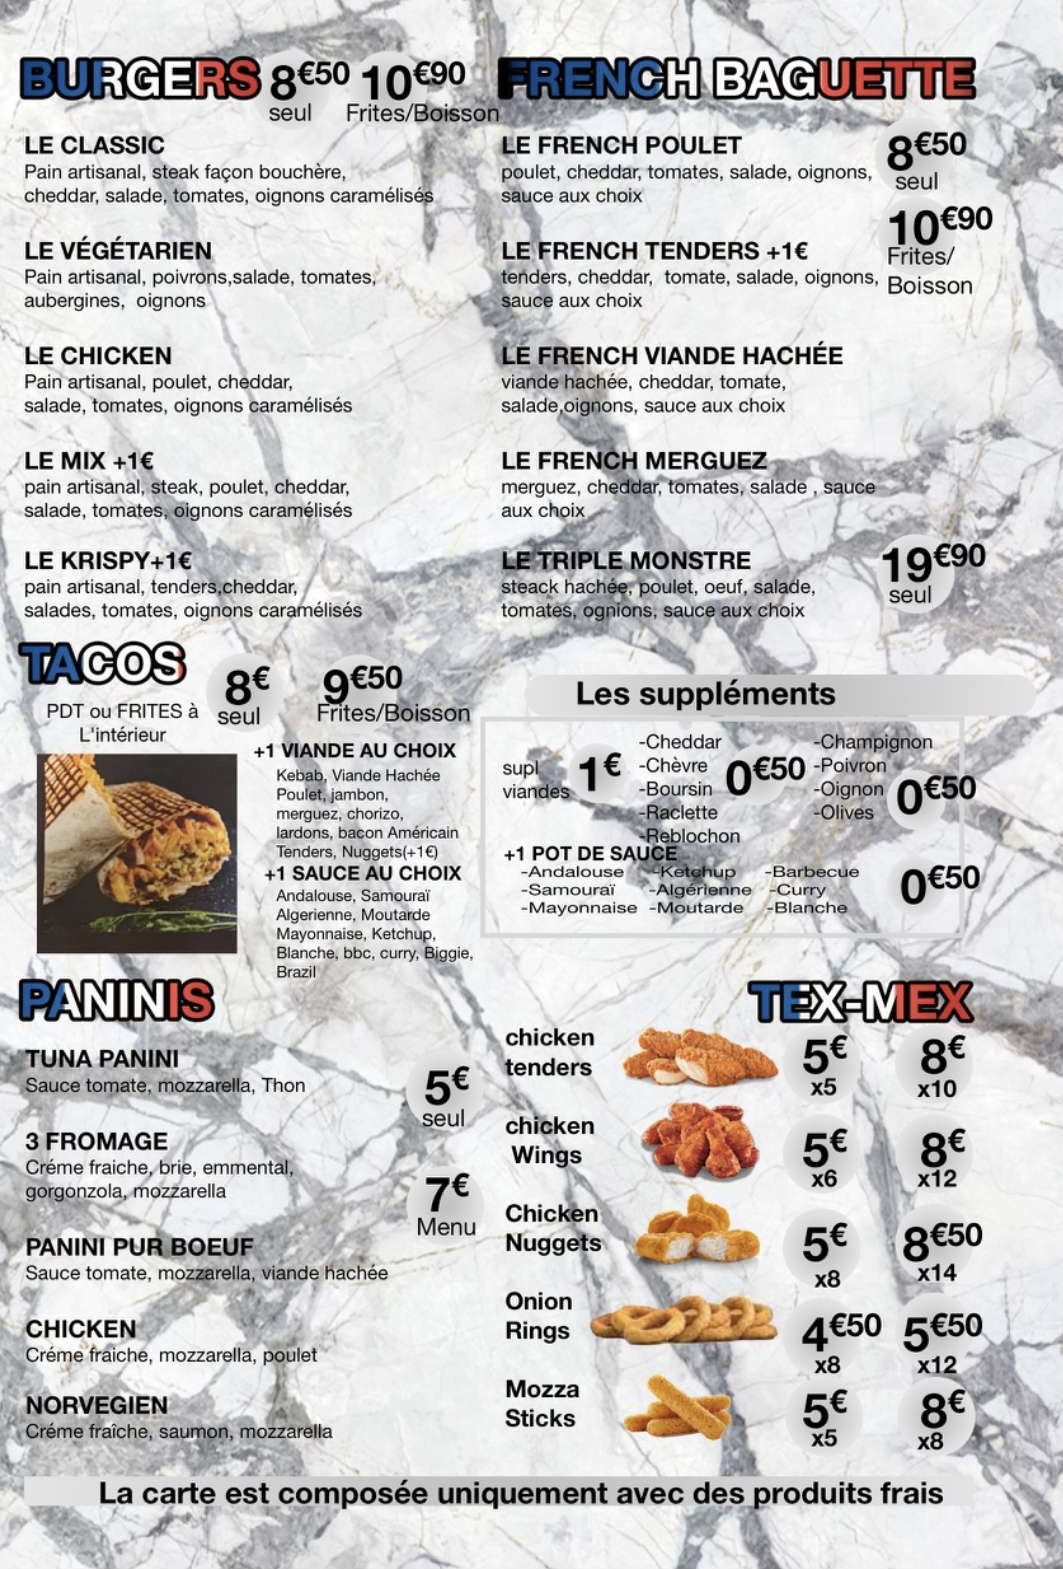 BURGERS 8€50 10€90
seul Frites/Boisson
LE CLASSIC
Pain artisanal, steak façon bouchère,
cheddar, salade, tomates, oignons caramélisés
LE VÉGÉTARIEN
Pain artisanal, poivrons,salade, tomates,
aubergines, oignons
LE CHICKEN
Pain artisanal, poulet, cheddar,
salade, tomates, oignons caramélisés
LE MIX +1€
pain artisanal, steak, poulet, cheddar,
salade, tomates, oignons caramélisés
LE KRISPY+1€
pain artisanal, tenders,cheddar,
salades, tomates, oignons caramélisés
FRENCH BAGUETTE
LE FRENCH POULET
poulet, cheddar, tomates, salade, oignons,
sauce aux choix
8€50
seul
10€90
Frites/
Boisson
LE FRENCH TENDERS +1€
tenders, cheddar, tomate, salade, oignons,
sauce aux choix
LE FRENCH VIANDE HACHÉE
viande hachée, cheddar, tomate,
salade,oignons, sauce aux choix
LE FRENCH MERGUEZ
merguez, cheddar, tomates, salade , sauce
aux choix
LE TRIPLE MONSTRE
steack hachée, poulet, oeuf, salade,
tomates, ognions, sauce aux choix
19€90
seul
TACOS
PDT ou FRITES à
L'intérieur
8€
seul
9€50
Frites/Boisson
+1 VIANDE AU CHOIX
Kebab, Viande Hachée
Poulet, jambon,
merguez, chorizo,
lardons, bacon Américain
Tenders, Nuggets(+1€)
+1 SAUCE AU CHOIX
Andalouse, Samouraï
Algerienne, Moutarde
Mayonnaise, Ketchup,
Blanche, bbc, curry, Biggie,
Brazil
Les suppléments
supl
viandes
1€
-Cheddar
-Chèvre
-Boursin
-Raclette
-Reblochon
0€50
-Champignon
-Poivron
-Oignon
-Olives
0€50
+1 POT DE SAUCE
-Andalouse -Ketchup -Barbecue
-Samouraï -Algérienne -Curry
-Mayonnaise -Moutarde -Blanche
0€50
PANINIS
TUNA PANINI
Sauce tomate, mozzarella, Thon
3 FROMAGE
Créme fraiche, brie, emmental,
gorgonzola, mozzarella
PANINI PUR BOEUF
Sauce tomate, mozzarella, viande hachée
CHICKEN
Créme fraiche, mozzarella, poulet
NORVEGIEN
Créme fraîche, saumon, mozzarella
5€
seul
7€
Menu
TEX-MEX
chicken
tenders
5€ 8€
x5 x10
chicken
Wings
5€ 8€
x6 x12
Chicken
Nuggets
5€ 8€50
x8 x14
Onion
Rings
4€50 5€50
x8 x12
Mozza
Sticks
5€ 8€
x5 x8
La carte est composée uniquement avec des produits frais